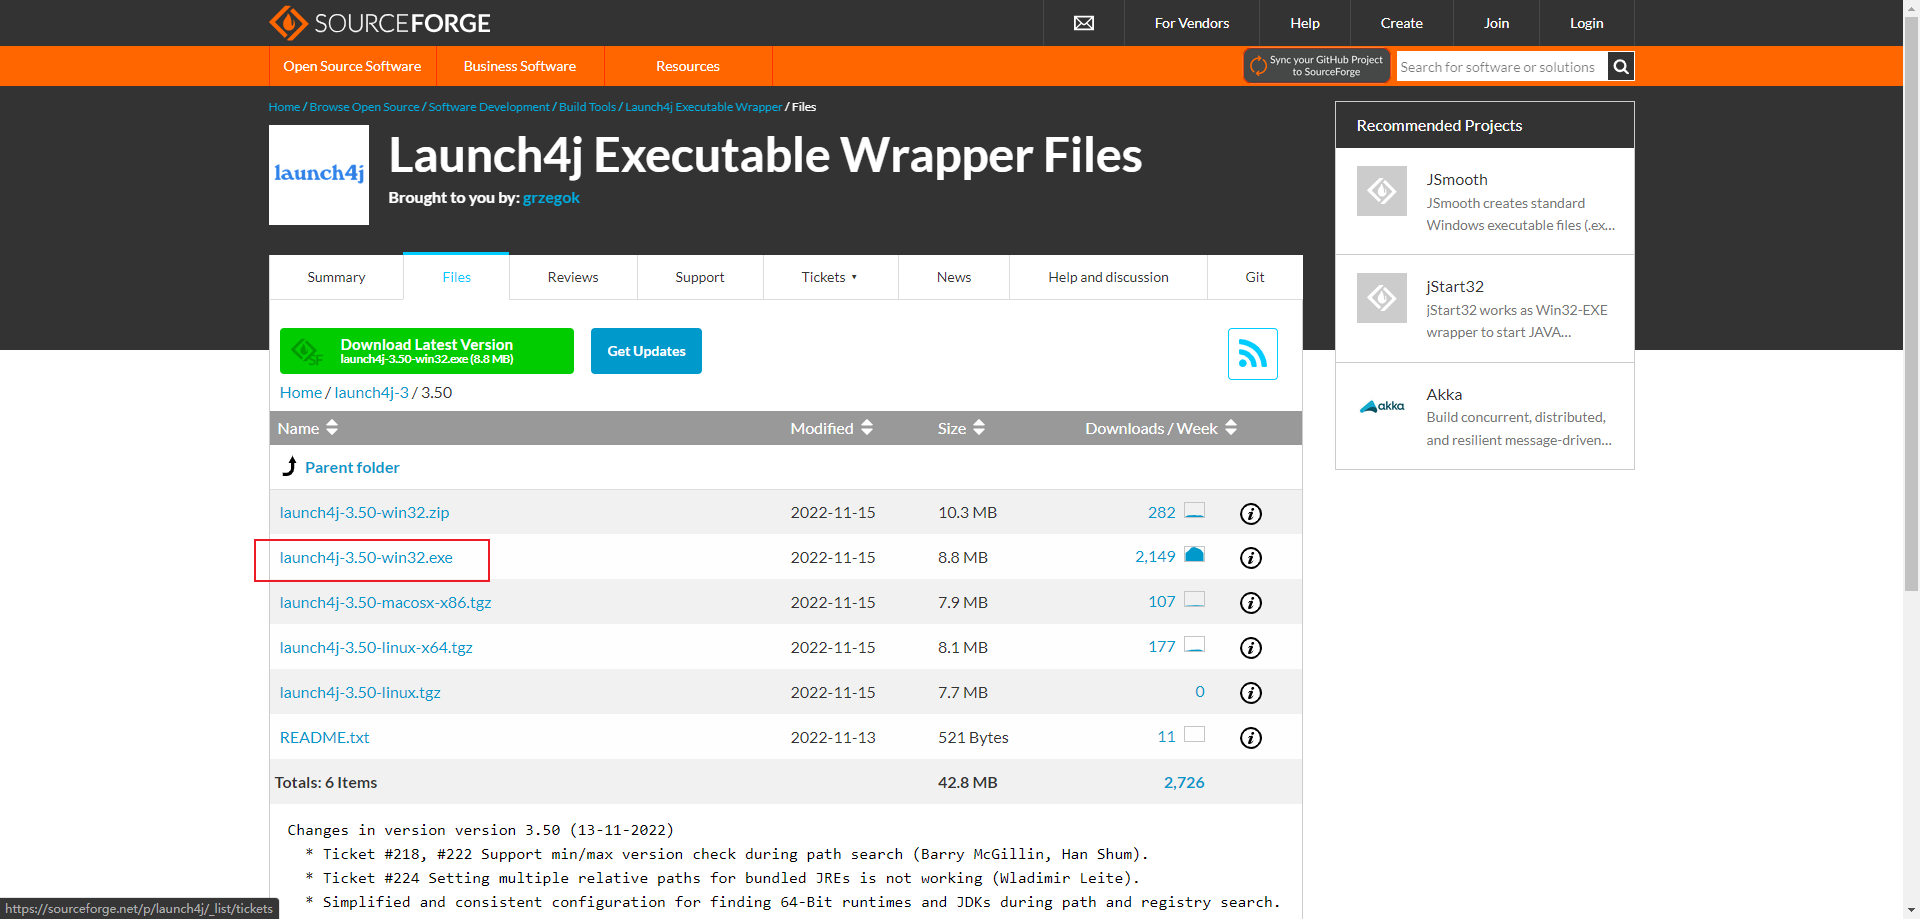 SOURCEFORGE
For Vendors
Help
Create
Join
Login
Open Source Software
Business Software
Resources
Sync your GitHub Project
to SourceForge
Search for software or solutions
Home / Browse Open Source / Software Development / Build Tools / Launch4j Executable Wrapper / Files
launch4j
Launch4j Executable Wrapper Files
Brought to you by: grzegok
Summary
Files
Reviews
Support
Tickets ▾
News
Help and discussion
Git
Download Latest Version
launch4j-3.50-win32.exe (8.8 MB)
SF
Get Updates
Home / launch4j-3 / 3.50
Name Modified Size Downloads / Week
Parent folder
launch4j-3.50-win32.zip 2022-11-15 10.3 MB 282
launch4j-3.50-win32.exe 2022-11-15 8.8 MB 2,149
launch4j-3.50-macosx-x86.tgz 2022-11-15 7.9 MB 107
launch4j-3.50-linux-x64.tgz 2022-11-15 8.1 MB 177
launch4j-3.50-linux.tgz 2022-11-15 7.7 MB 0
README.txt 2022-11-13 521 Bytes 11
Totals: 6 Items 42.8 MB 2,726
Changes in version version 3.50 (13-11-2022)
* Ticket #218, #222 Support min/max version check during path search (Barry McGillin, Han Shum).
* Ticket #224 Setting multiple relative paths for bundled JREs is not working (Wladimir Leite).
* Simplified and consistent configuration for finding 64-Bit runtimes and JDKs during path and registry search.
Recommended Projects
JSmooth
JSmooth creates standard
Windows executable files (.ex...
jStart32
jStart32 works as Win32-EXE
wrapper to start JAVA...
akka
Akka
Build concurrent, distributed,
and resilient message-driven...
https://sourceforge.net/p/launch4j/_list/tickets